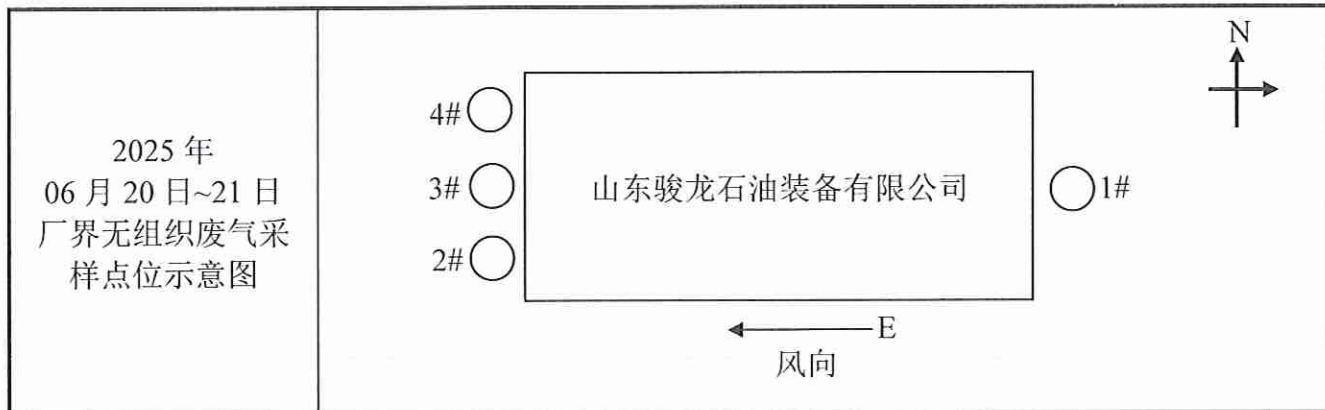 2025 年
06 月 20 日~21 日
厂界无组织废气采
样点位示意图
N
4#
3#
2#
山东骏龙石油装备有限公司
1#
E
风向